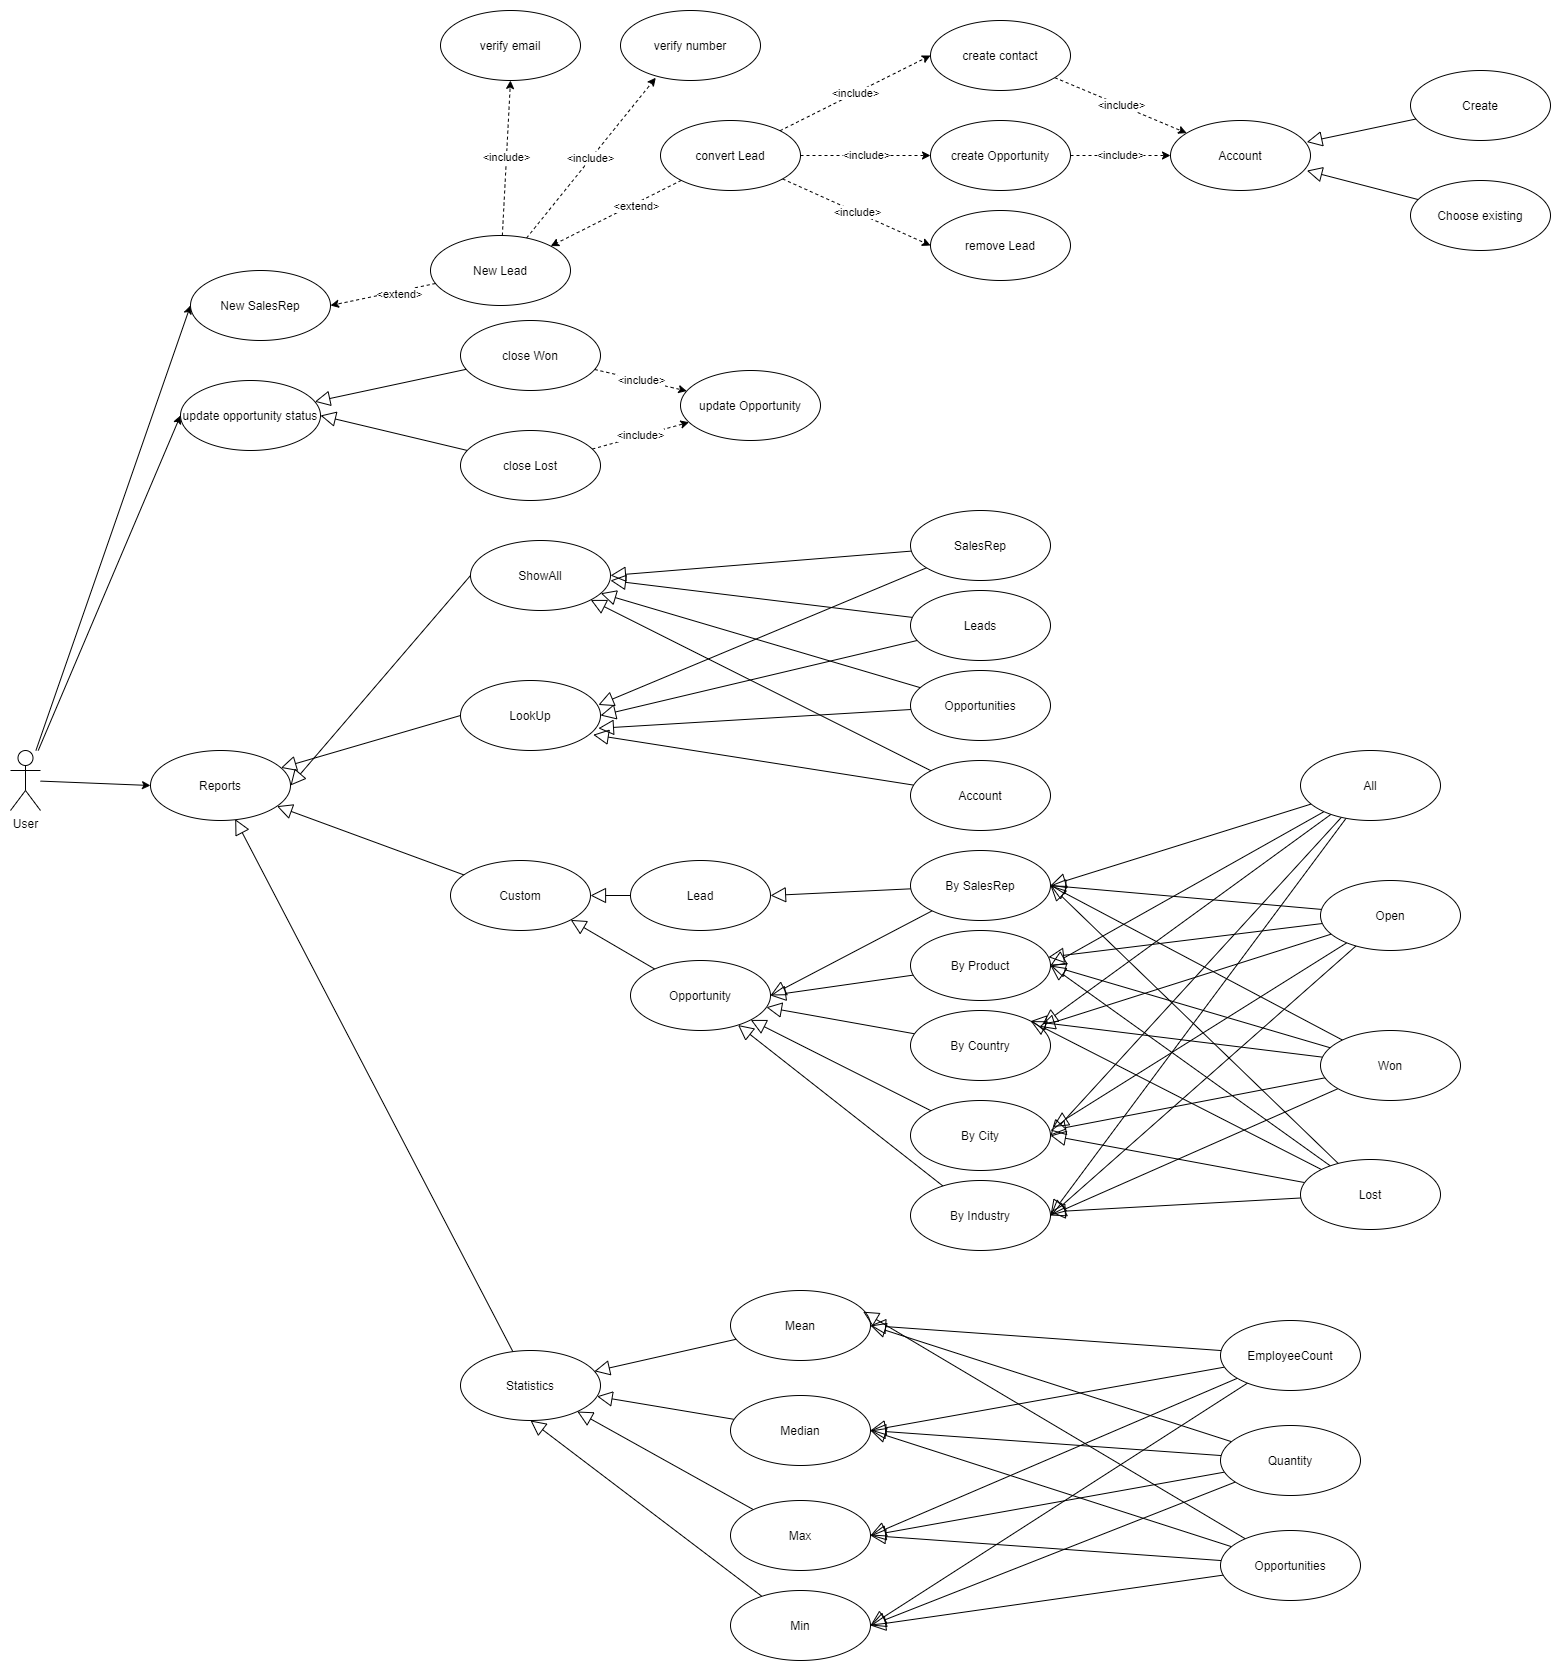 verify email
verify number
create contact
<include>
Create
<include>
convert Lead
<include>
create Opportunity
<include>
Account
<include>
<include>
<extend>
<include>
Choose existing
remove Lead
New Lead
<extend>
New SalesRep
close Won
<include>
update Opportunity
update opportunity status
<include>
close Lost
SalesRep
ShowAll
Leads
Opportunities
LookUp
Reports
All
Account
User
By SalesRep
Custom
Lead
Open
By Product
Opportunity
By Country
Won
By City
Lost
By Industry
Mean
EmployeeCount
Statistics
Median
Quantity
Max
Opportunities
Min